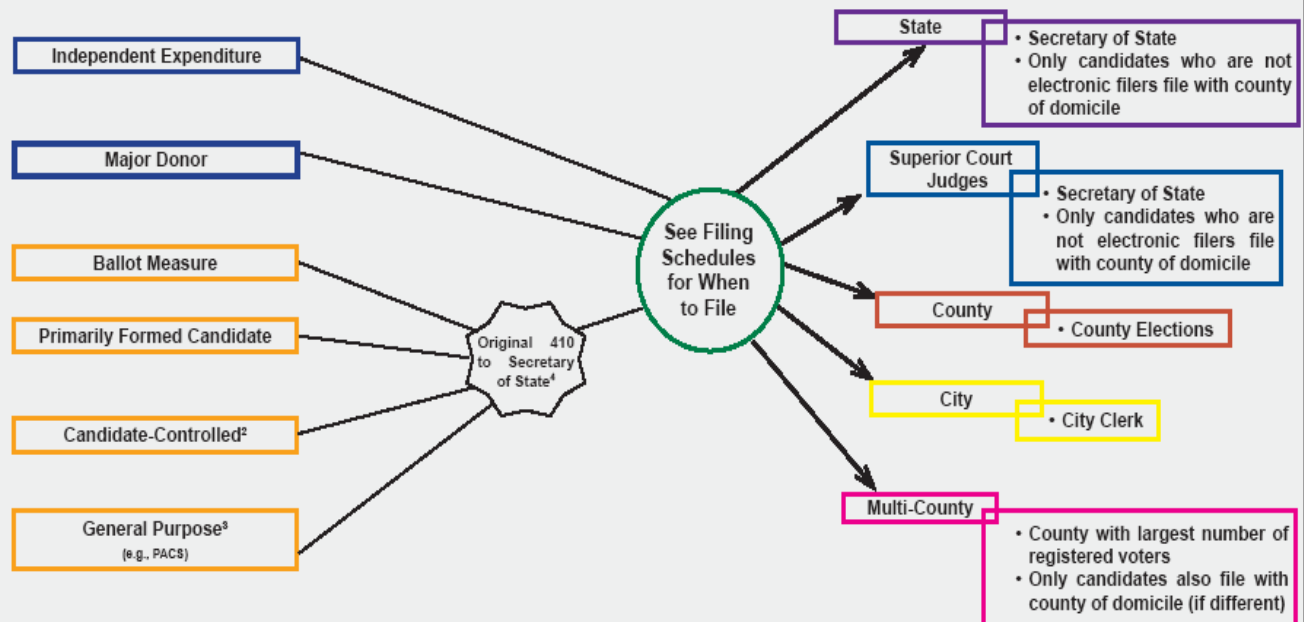 Independent Expenditure
Major Donor
Ballot Measure
Primarily Formed Candidate
Candidate-Controlled²
General Purpose³
(e.g., PACS)
Original 410
to Secretary
of State⁴
See Filing
Schedules
for When
to File
State
• Secretary of State
• Only candidates who are not
electronic filers file with county
of domicile
Superior Court
Judges
• Secretary of State
• Only candidates who are
not electronic filers file
with county of domicile
County
• County Elections
City
• City Clerk
Multi-County
• County with largest number of
registered voters
• Only candidates also file with
county of domicile (if different)